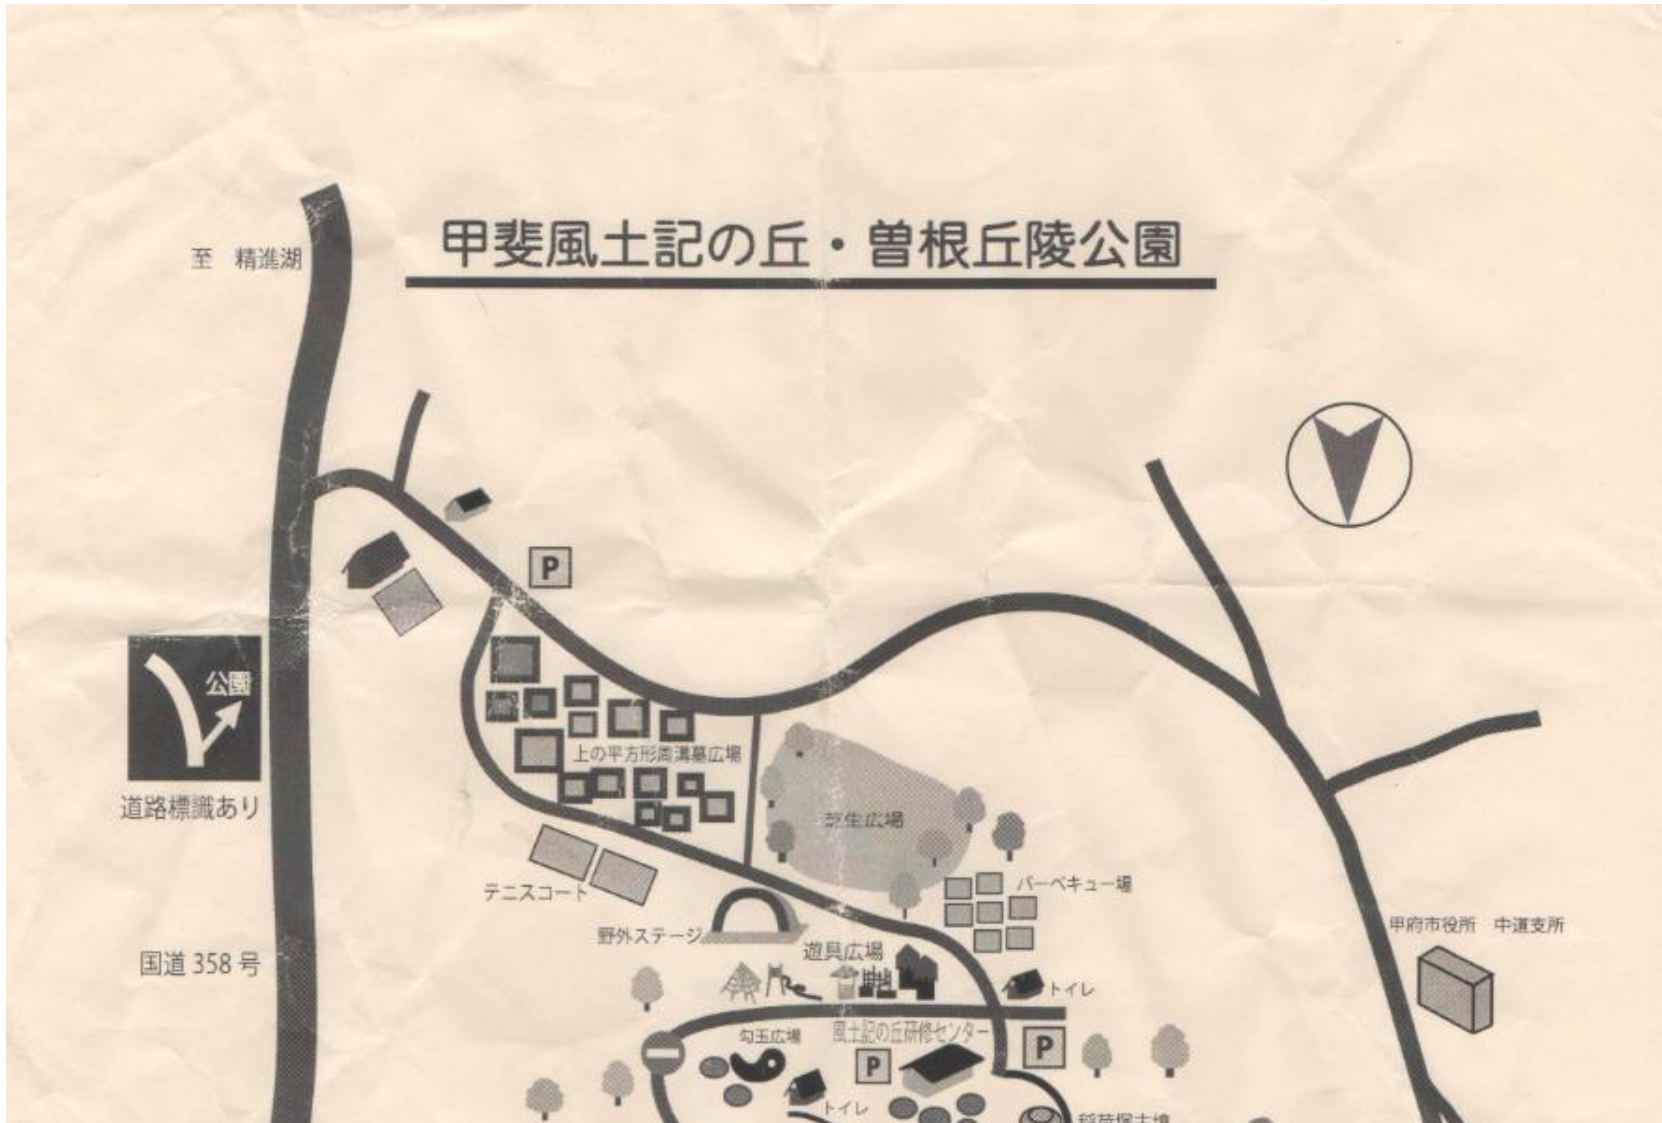 甲斐風土記の丘・曽根丘陵公園
至 精進湖
P
公園
道路標識あり
上の平方形周溝墓広場
芝生広場
テニスコート
バーベキュー場
野外ステージ
甲府市役所 中道支所
遊具広場
国道 358 号
トイレ
勾玉広場
風土記の丘研修センター
P
P
トイレ
稲荷塚古墳